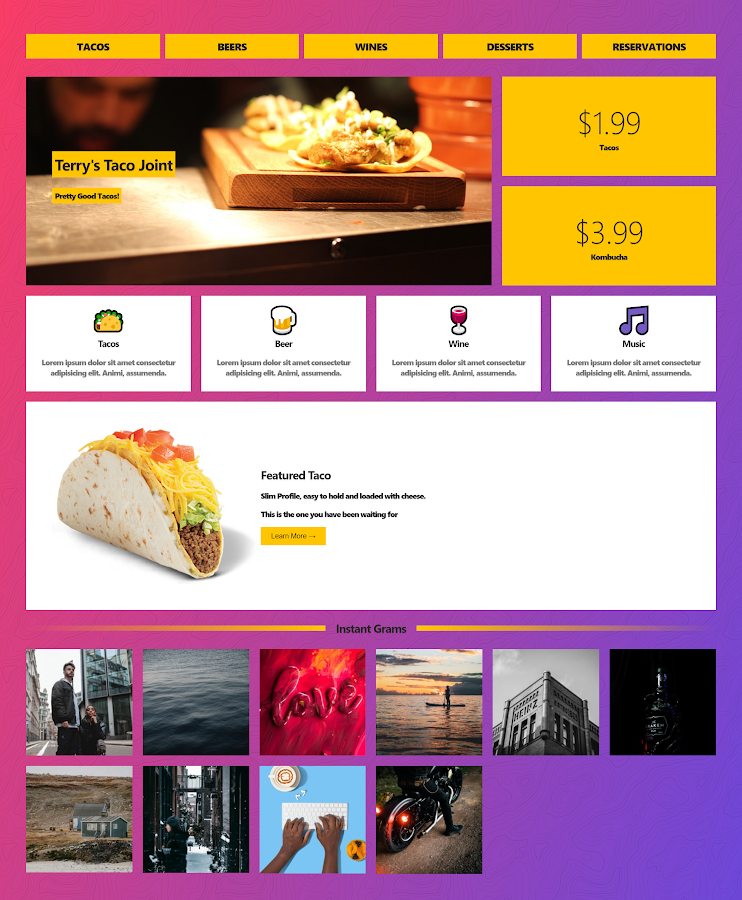 TACOS
BEERS
WINES
DESSERTS
RESERVATIONS
Terry's Taco Joint
Pretty Good Tacos!
$1.99
Tacos
$3.99
Kombucha
Tacos
Lorem ipsum dolor sit amet consectetur
adipisicing elit. Animi, assumenda.
Beer
Lorem ipsum dolor sit amet consectetur
adipisicing elit. Animi, assumenda.
Wine
Lorem ipsum dolor sit amet consectetur
adipisicing elit. Animi, assumenda.
Music
Lorem ipsum dolor sit amet consectetur
adipisicing elit. Animi, assumenda.
Featured Taco
Slim Profile, easy to hold and loaded with cheese.
This is the one you have been waiting for
Learn More →
Instant Grams
love
HEINZ